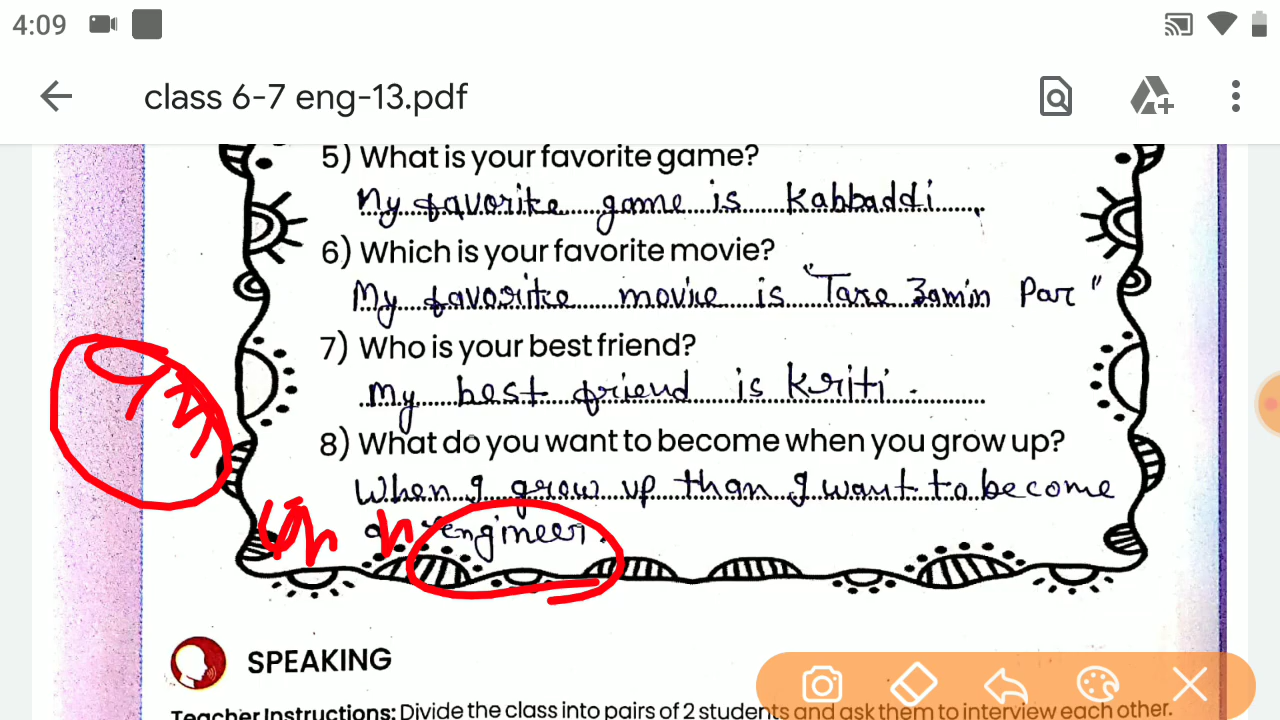 4:09
class 6-7 eng-13.pdf
5) What is your favorite game?
My favorite game is Kabbaddi.
6) Which is your favorite movie?
My favorite movie is "Tare Zamin Par"
7) Who is your best friend?
My best friend is Kriti.
8) What do you want to become when you grow up?
When I grow up than I want to become
a n engineer.
SPEAKING
Teacher Instructions: Divide the class into pairs of 2 students and ask them to interview each other.